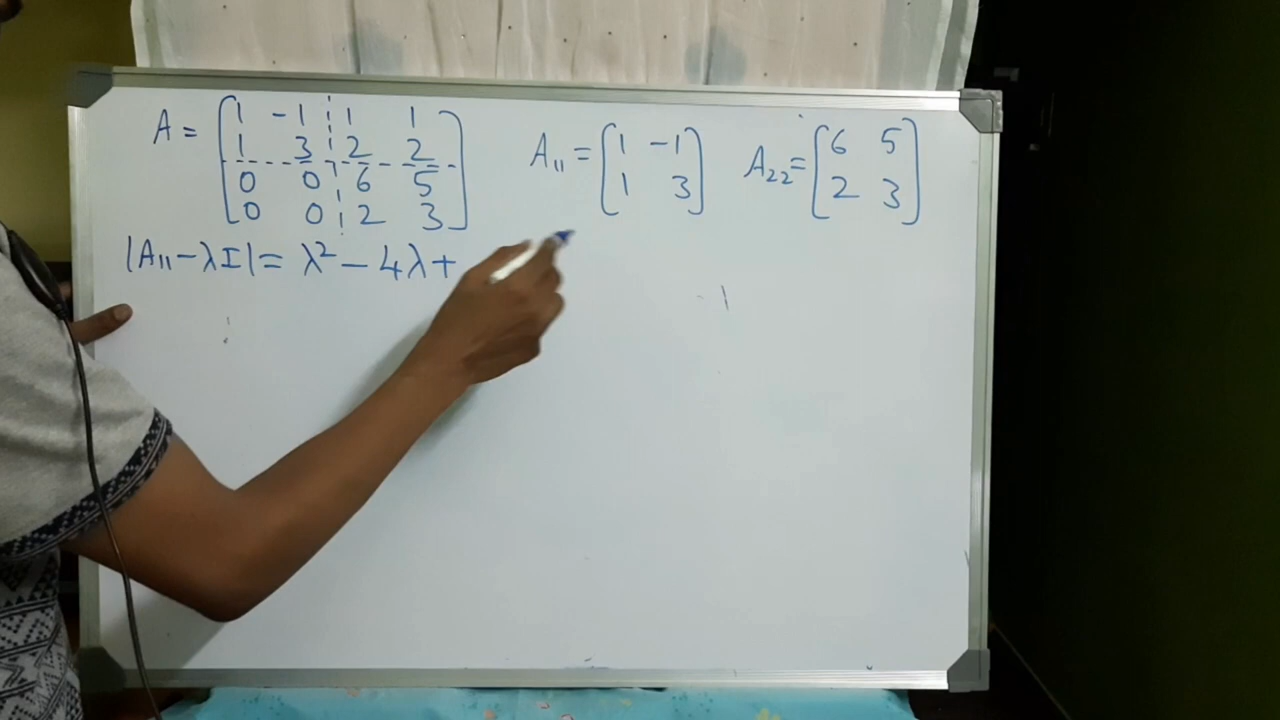 A = [1 -1 1 1
1 3 2 2
0 0 6 5
0 0 2 3]
A₁₁ = [1 -1
1 3]
A₂₂ = [6 5
2 3]
|A₁₁ - λI| = λ² - 4λ +